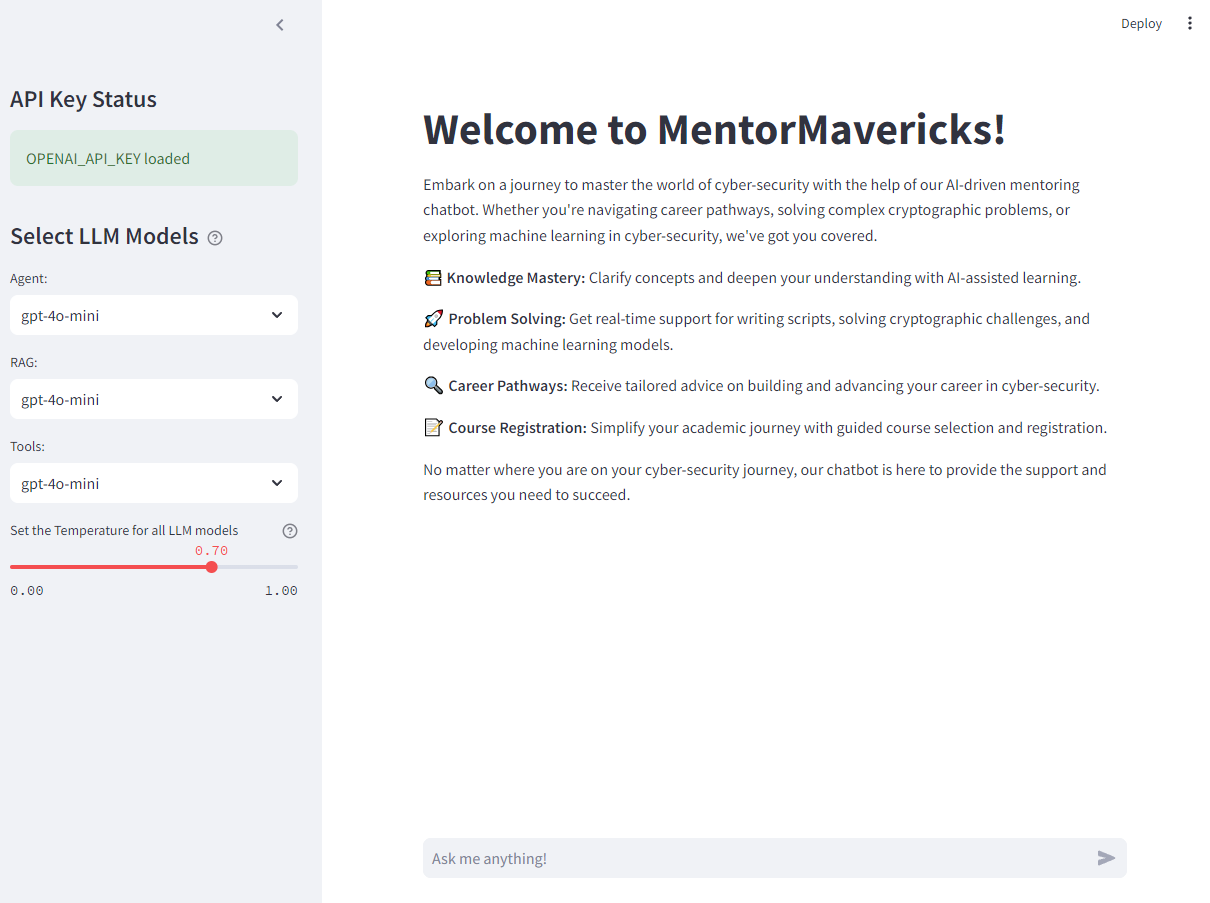 API Key Status
OPENAI_API_KEY loaded
Select LLM Models
Agent:
gpt-4o-mini
RAG:
gpt-4o-mini
Tools:
gpt-4o-mini
Set the Temperature for all LLM models
0.70
0.00 1.00
Deploy
Welcome to MentorMavericks!
Embark on a journey to master the world of cyber-security with the help of our AI-driven mentoring
chatbot. Whether you're navigating career pathways, solving complex cryptographic problems, or
exploring machine learning in cyber-security, we've got you covered.
📚 Knowledge Mastery: Clarify concepts and deepen your understanding with AI-assisted learning.
🚀 Problem Solving: Get real-time support for writing scripts, solving cryptographic challenges, and
developing machine learning models.
🔍 Career Pathways: Receive tailored advice on building and advancing your career in cyber-security.
📝 Course Registration: Simplify your academic journey with guided course selection and registration.
No matter where you are on your cyber-security journey, our chatbot is here to provide the support and
resources you need to succeed.
Ask me anything!